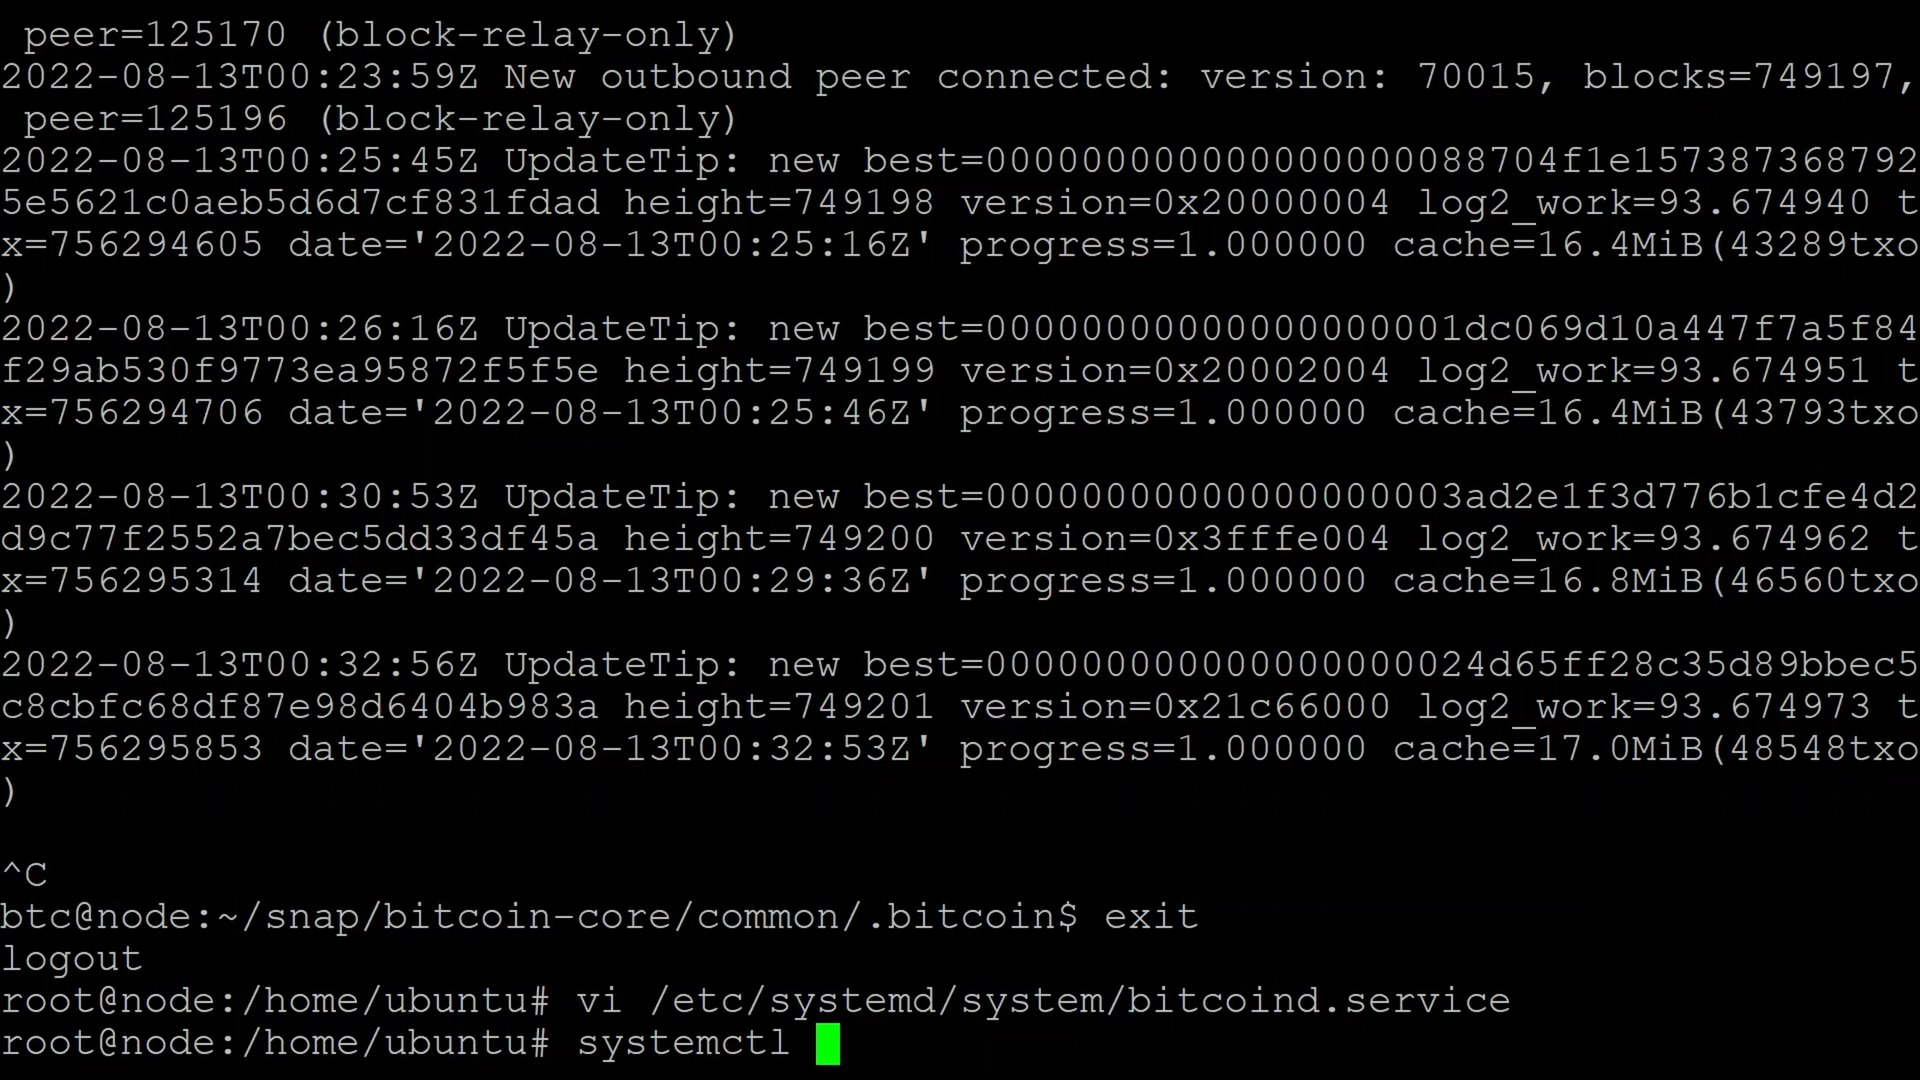 peer=125170 (block-relay-only)
2022-08-13T00:23:59Z New outbound peer connected: version: 70015, blocks=749197,
peer=125196 (block-relay-only)
2022-08-13T00:25:45Z UpdateTip: new best=000000000000000000088704f1e157387368792
5e5621c0aeb5d6d7cf831fdad height=749198 version=0x20000004 log2_work=93.674940 t
x=756294605 date='2022-08-13T00:25:16Z' progress=1.000000 cache=16.4MiB(43289txo
)
2022-08-13T00:26:16Z UpdateTip: new best=00000000000000000001dc069d10a447f7a5f84
f29ab530f9773ea95872f5f5e height=749199 version=0x20002004 log2_work=93.674951 t
x=756294706 date='2022-08-13T00:25:46Z' progress=1.000000 cache=16.4MiB(43793txo
)
2022-08-13T00:30:53Z UpdateTip: new best=00000000000000000003ad2e1f3d776b1cfe4d2
d9c77f2552a7bec5dd33df45a height=749200 version=0x3fffe004 log2_work=93.674962 t
x=756295314 date='2022-08-13T00:29:36Z' progress=1.000000 cache=16.8MiB(46560txo
)
2022-08-13T00:32:56Z UpdateTip: new best=000000000000000000024d65ff28c35d89bbec5
c8cbfc68df87e98d6404b983a height=749201 version=0x21c66000 log2_work=93.674973 t
x=756295853 date='2022-08-13T00:32:53Z' progress=1.000000 cache=17.0MiB(48548txo
)
^C
btc@node:~/snap/bitcoin-core/common/.bitcoin$ exit
logout
root@node:/home/ubuntu# vi /etc/systemd/system/bitcoind.service
root@node:/home/ubuntu# systemctl